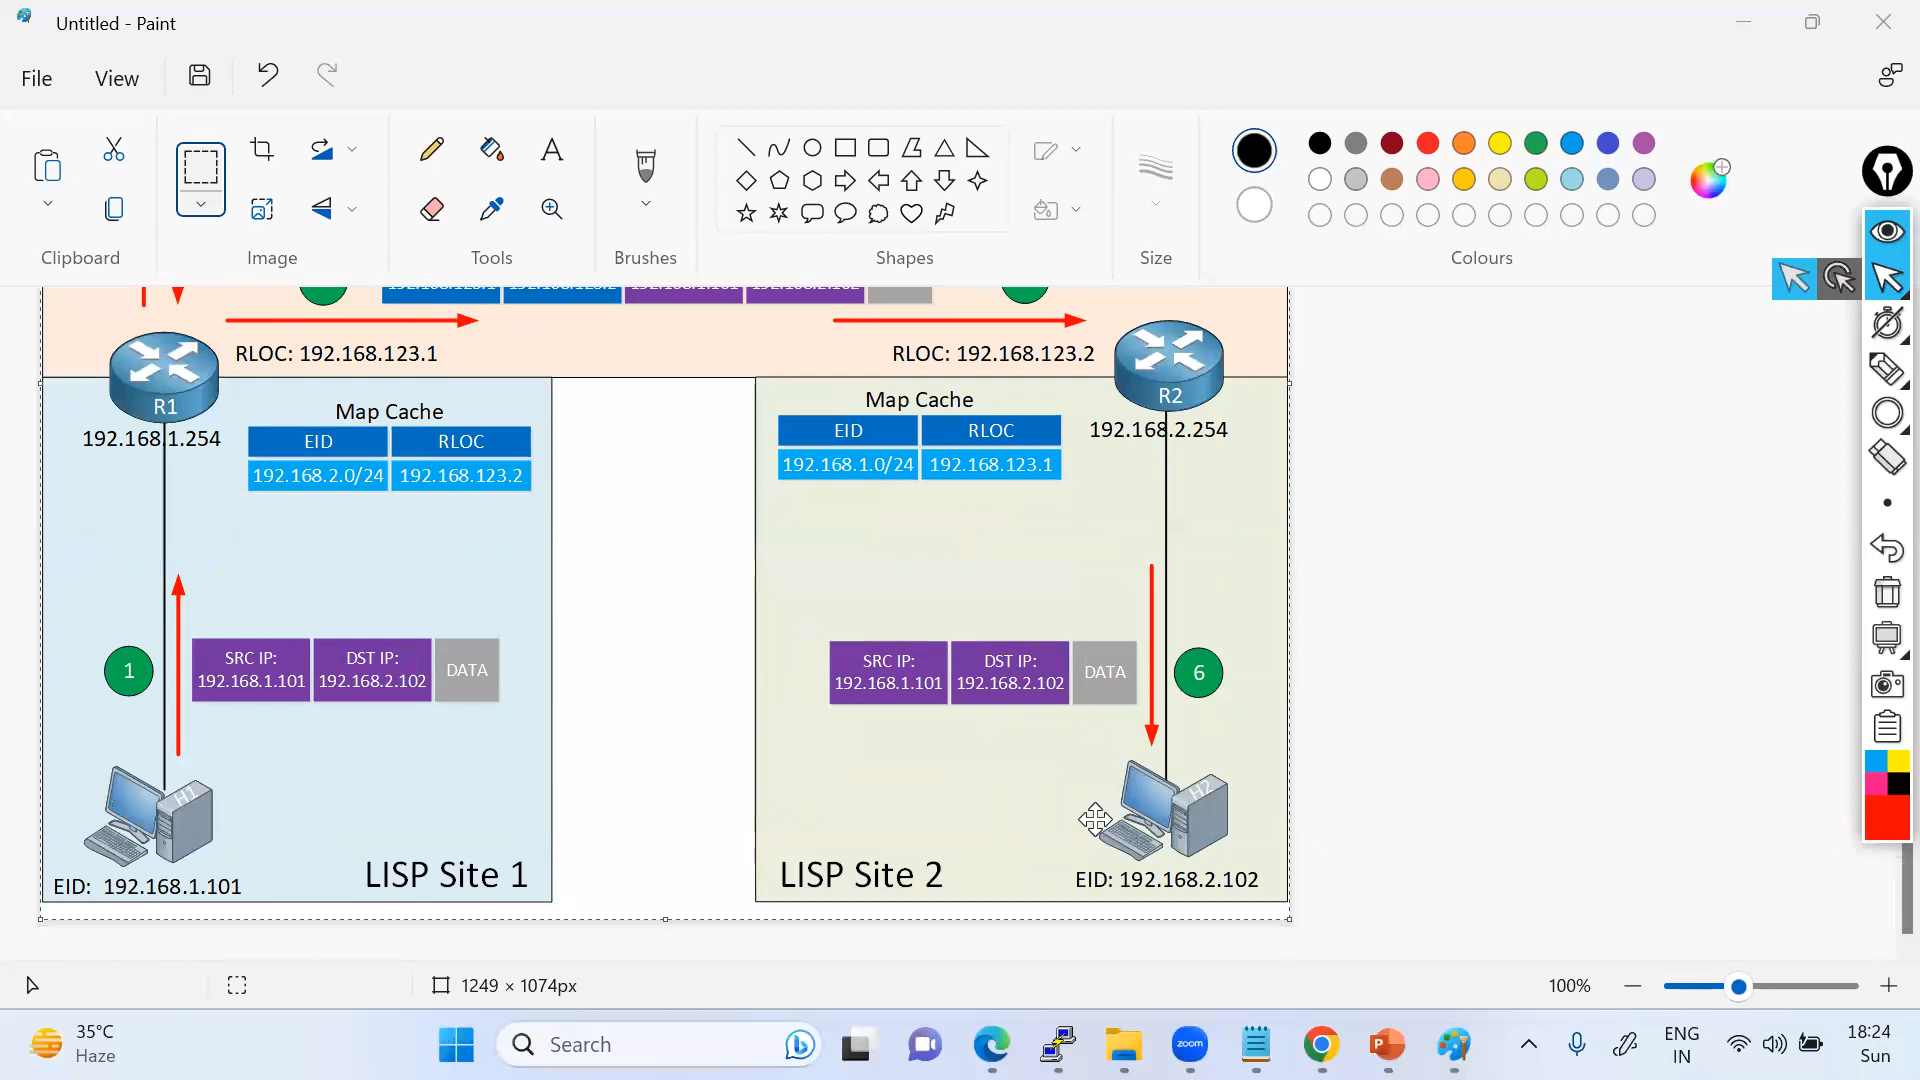 Untitled - Paint
File
View
Clipboard
Image
Tools
Brushes
Shapes
Size
Colours
RLOC: 192.168.123.1
RLOC: 192.168.123.2
R1
R2
192.168.1.254
Map Cache
EID RLOC
192.168.2.0/24 192.168.123.2
Map Cache
EID RLOC
192.168.1.0/24 192.168.123.1
192.168.2.254
1
SRC IP: DST IP: DATA
192.168.1.101 192.168.2.102
SRC IP: DST IP: DATA
192.168.1.101 192.168.2.102
6
H1
H2
EID: 192.168.1.101
LISP Site 1
LISP Site 2
EID: 192.168.2.102
1249 × 1074px
100%
35°C
Haze
Search
zoom
ENG
IN
18:24
Sun